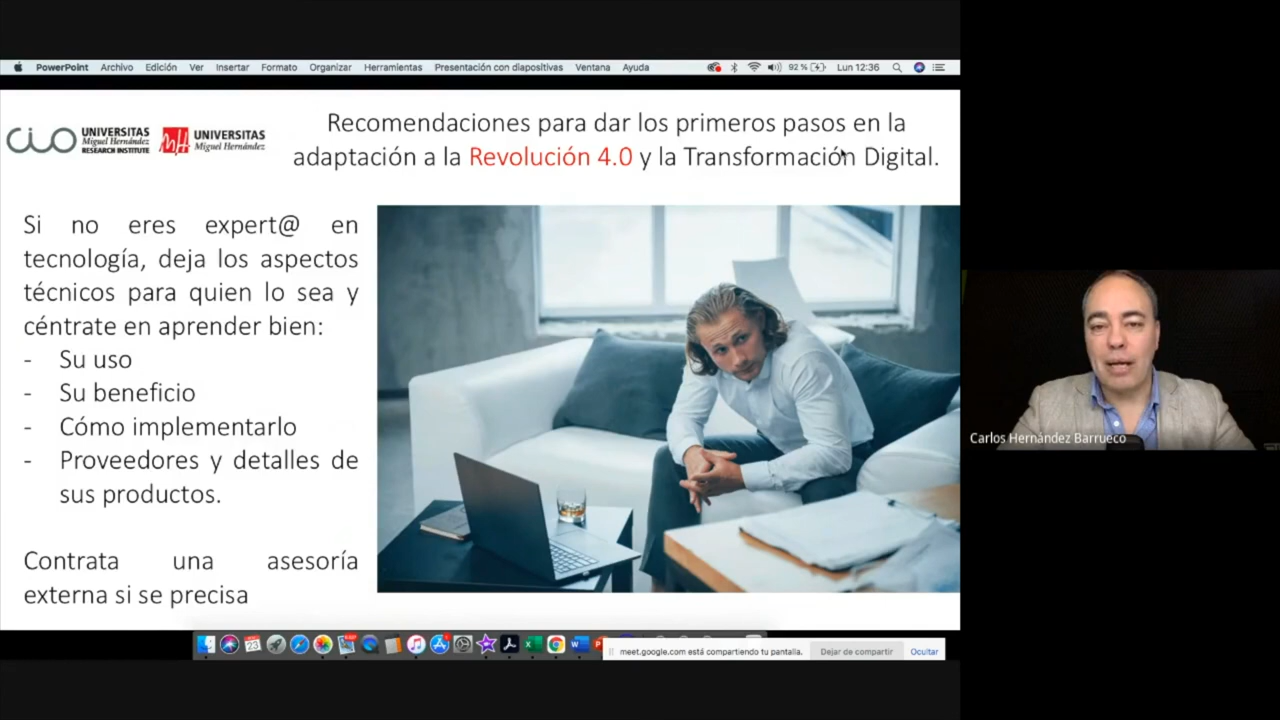 PowerPoint Archivo Edición Ver Insertar Formato Organizar Herramientas Presentación con diapositivas Ventana Ayuda 92 % Lun 12:36
CIO UNIVERSITAS Miguel Hernández RESEARCH INSTITUTE
UNIVERSITAS Miguel Hernández
Recomendaciones para dar los primeros pasos en la
adaptación a la Revolución 4.0 y la Transformación Digital.
Si no eres expert@ en
tecnología, deja los aspectos
técnicos para quien lo sea y
céntrate en aprender bien:
- Su uso
- Su beneficio
- Cómo implementarlo
- Proveedores y detalles de
sus productos.
Contrata una asesoría
externa si se precisa
Carlos Hernández Barrueco
23
meet.google.com está compartiendo tu pantalla. Dejar de compartir Ocultar